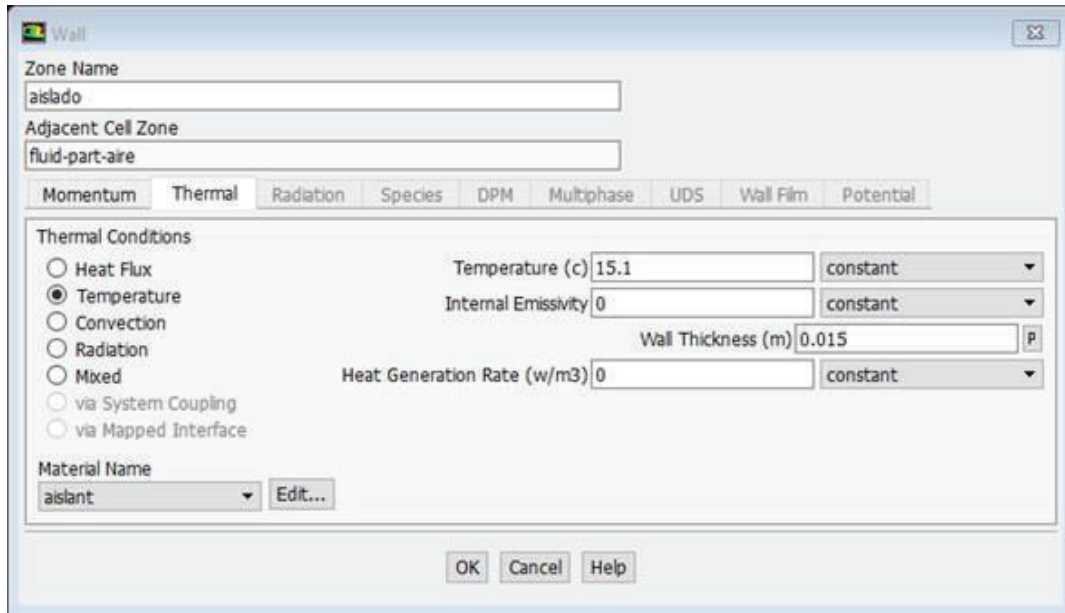 Wall
Zone Name
aislado
Adjacent Cell Zone
fluid-part-aire
Momentum Thermal Radiation Species DPM Multiphase UDS Wall Film Potential
Thermal Conditions
Heat Flux
Temperature
Convection
Radiation
Mixed
via System Coupling
via Mapped Interface
Temperature (c) 15.1 constant
Internal Emissivity 0 constant
Wall Thickness (m) 0.015 P
Heat Generation Rate (w/m3) 0 constant
Material Name
aislant Edit...
OK Cancel Help